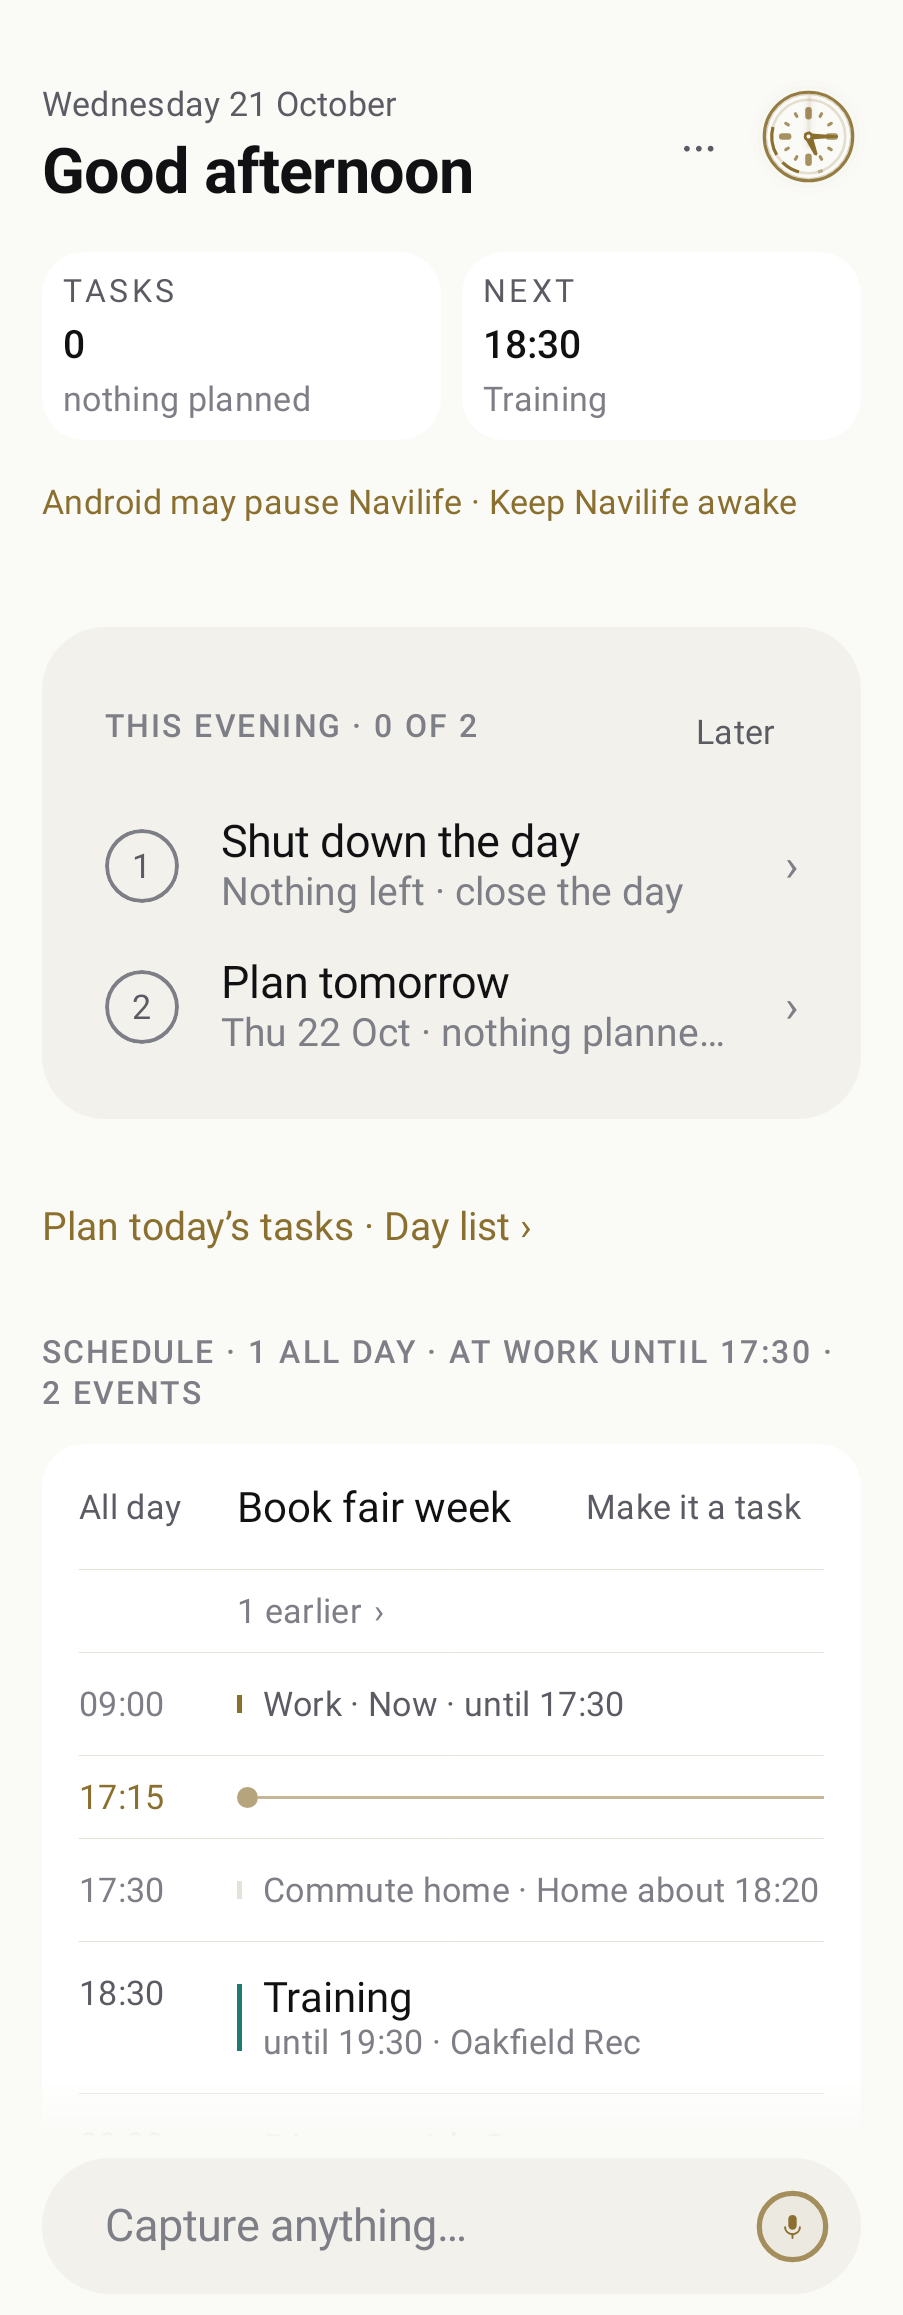 Wednesday 21 October
Good afternoon
...
TASKS
0
nothing planned
NEXT
18:30
Training
Android may pause Navilife · Keep Navilife awake
THIS EVENING · 0 OF 2
Later
1
Shut down the day
Nothing left · close the day
›
2
Plan tomorrow
Thu 22 Oct · nothing planne...
›
Plan today’s tasks · Day list ›
SCHEDULE · 1 ALL DAY · AT WORK UNTIL 17:30 ·
2 EVENTS
All day
Book fair week
Make it a task
1 earlier ›
09:00
Work · Now · until 17:30
17:15
17:30
Commute home · Home about 18:20
18:30
Training
until 19:30 · Oakfield Rec
Capture anything...